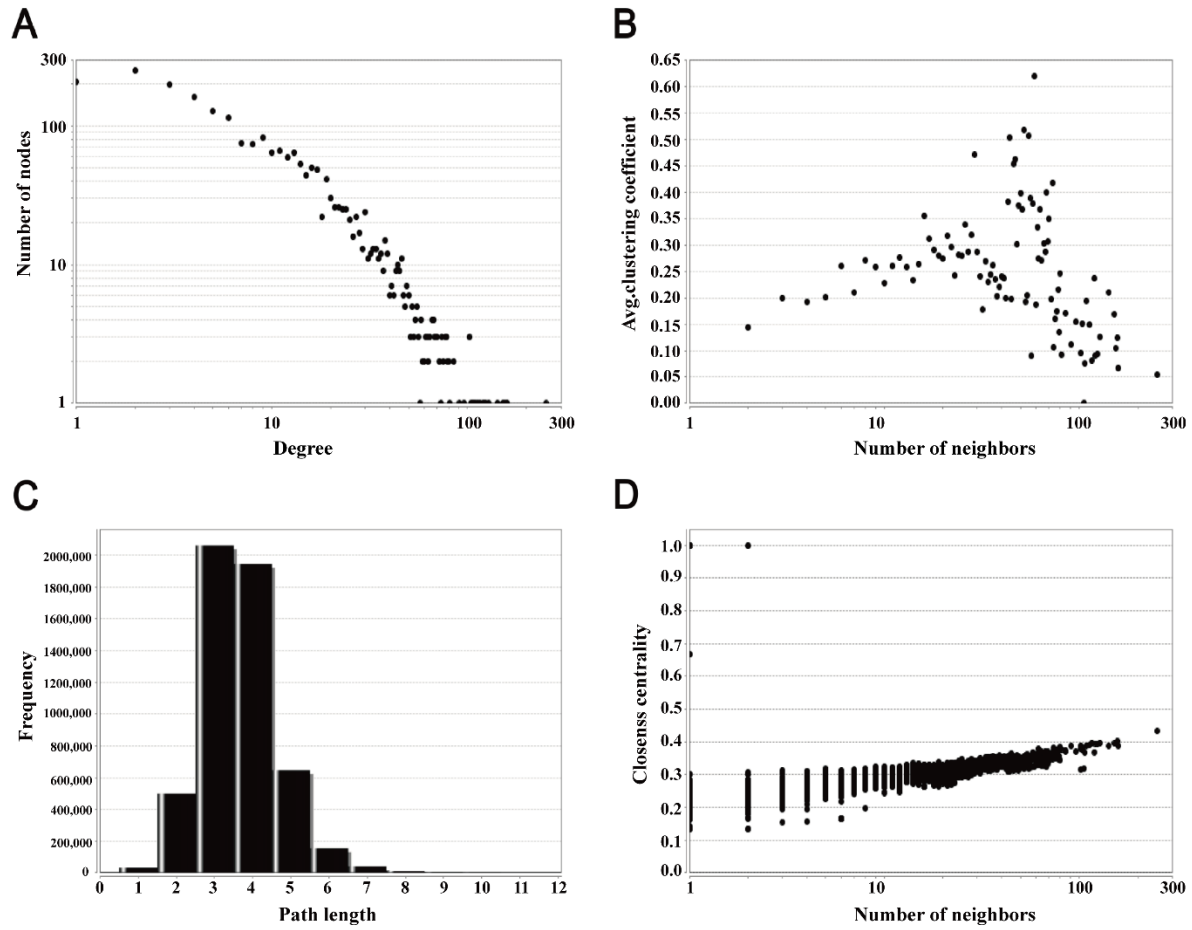 A
300
100
10
1
Number of nodes
1 10 100 300
Degree
B
0.65
0.60
0.55
0.50
0.45
0.40
0.35
0.30
0.25
0.20
0.15
0.10
0.05
0.00
Avg.clustering coefficient
1 10 100 300
Number of neighbors
C
2000,000
1800,000
1600,000
1400,000
1200,000
1000,000
800,000
600,000
400,000
200,000
0
Frequency
0 1 2 3 4 5 6 7 8 9 10 11 12
Path length
D
1.0
0.9
0.8
0.7
0.6
0.5
0.4
0.3
0.2
0.1
0.0
Closenss centrality
1 10 100 300
Number of neighbors